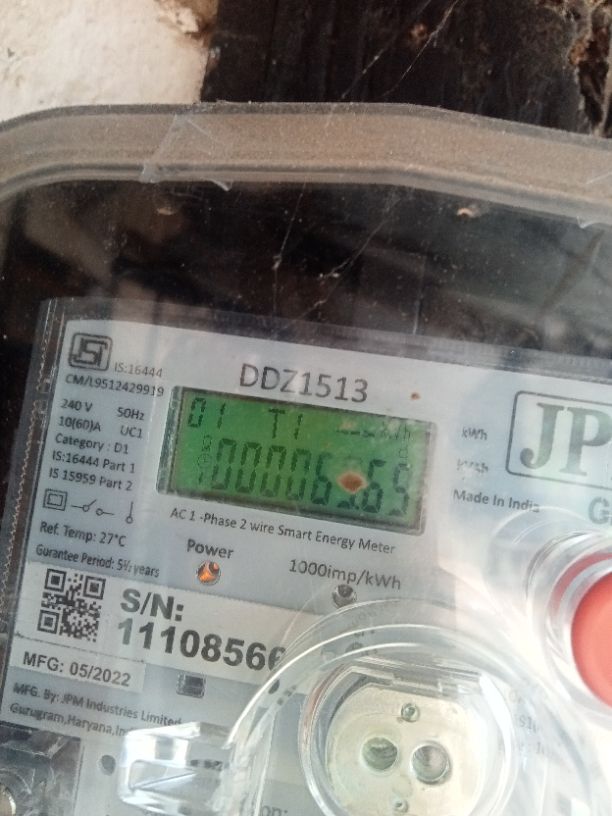 IS:16444
CM/L9512429919
DDZ1513
240 V 50Hz
10(60)A UC1
Category : D1
IS:16444 Part 1
IS 15959 Part 2
01 T1
kWh
JP
Made In India
G
AC 1 -Phase 2 wire Smart Energy Meter
Ref. Temp: 27°C
Gurantee Period: 5½ years
Power
1000imp/kWh
S/N:
1110856
MFG: 05/2022
MFG. By: JPM Industries Limited
Gurugram,Haryana,In